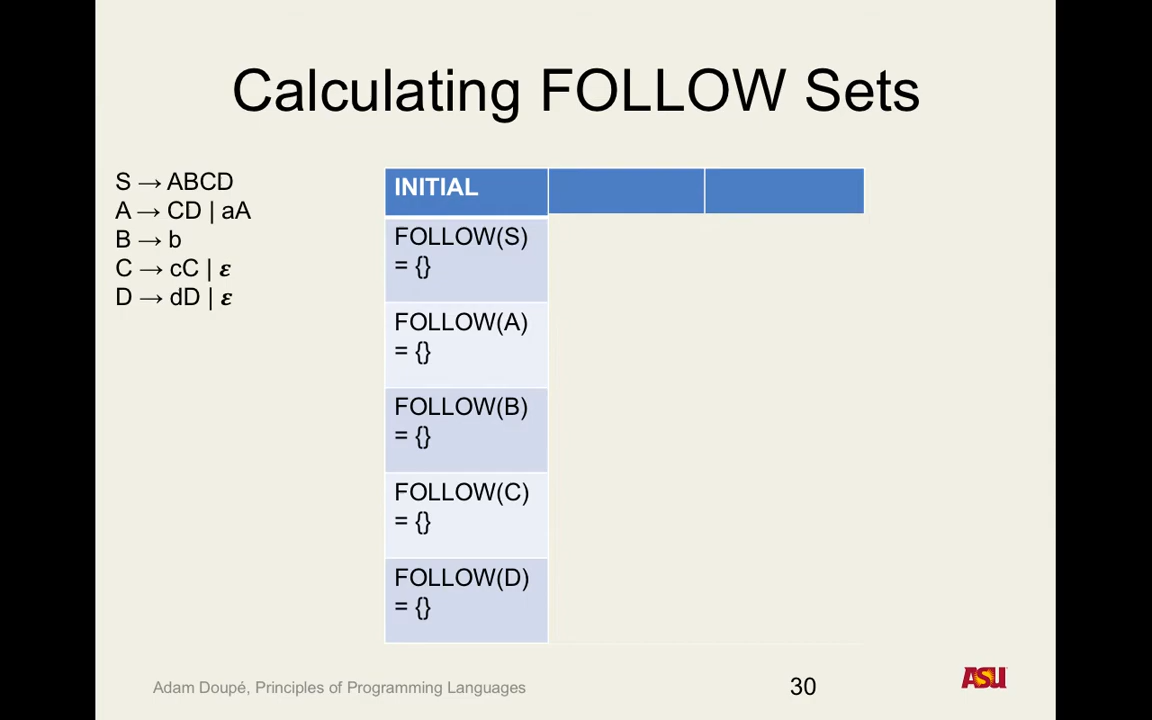 Calculating FOLLOW Sets
S → ABCD
A → CD | aA
B → b
C → cC | ε
D → dD | ε
INITIAL
FOLLOW(S)
= {}
FOLLOW(A)
= {}
FOLLOW(B)
= {}
FOLLOW(C)
= {}
FOLLOW(D)
= {}
Adam Doupé, Principles of Programming Languages
30
ASU